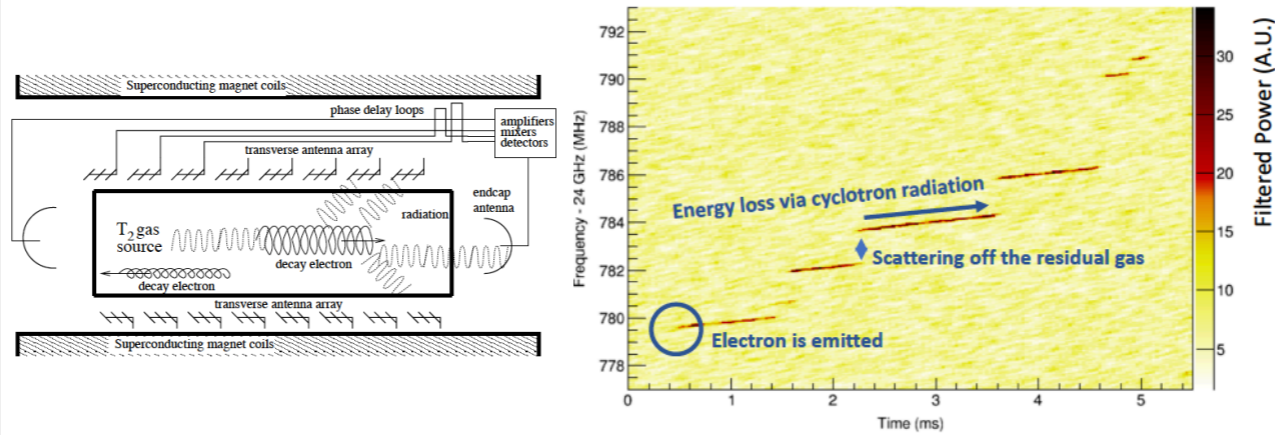 Superconducting magnet coils
phase delay loops
amplifiers
mixers
detectors
transverse antenna array
endcap
antenna
radiation
T2 gas
source
decay electron
decay electron
transverse antenna array
Superconducting magnet coils
Frequency - 24 GHz (MHz)
792
790
788
786
784
782
780
778
0
1
2
3
4
5
Time (ms)
Energy loss via cyclotron radiation
Scattering off the residual gas
Electron is emitted
30
25
20
15
10
5
Filtered Power (A.U.)